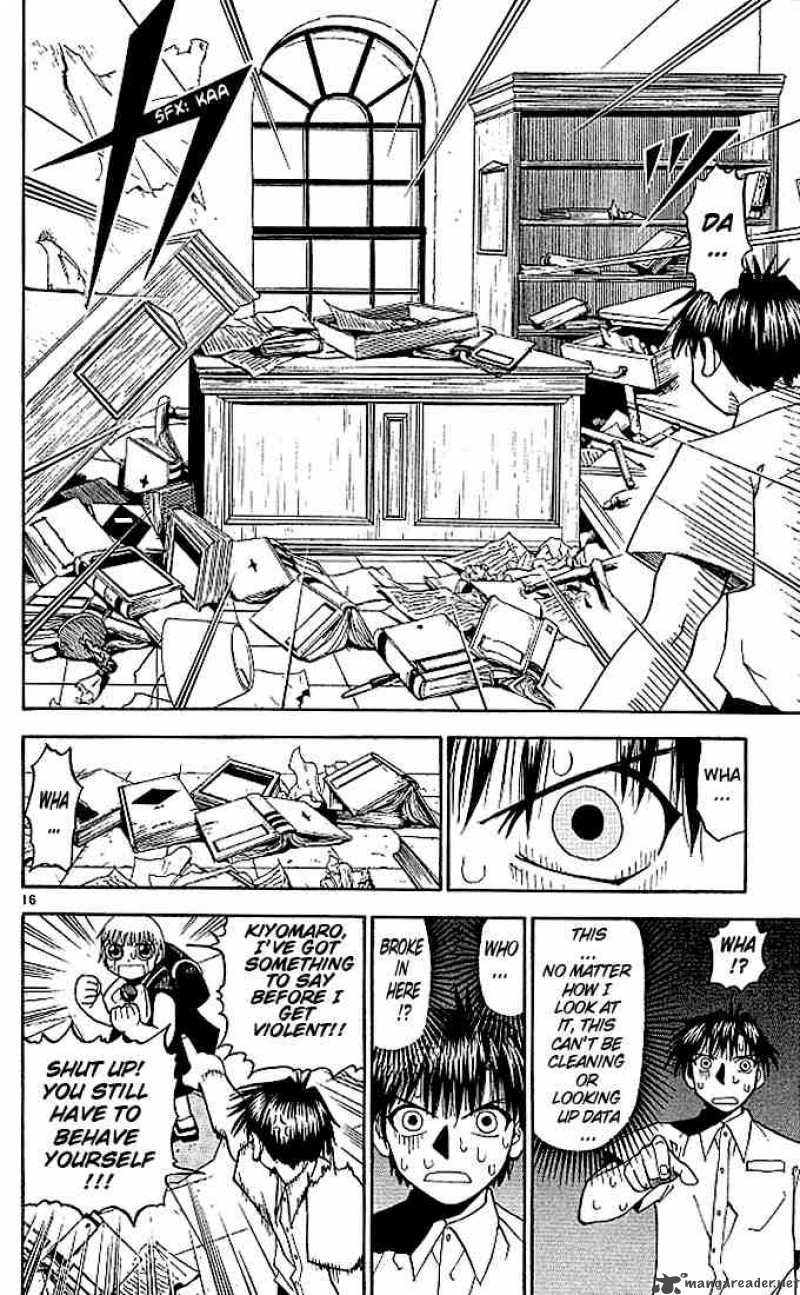 SFX: KAA
DA
...
WHA
...
WHA
...
16
WHA
!?
THIS
...
NO MATTER
HOW I
LOOK AT
IT, THIS
CAN'T BE
CLEANING
OR
LOOKING
UP DATA
...
WHO
...
BROKE
IN
HERE
!?
KIYOMARO,
I'VE GOT
SOMETHING
TO SAY
BEFORE I
GET
VIOLENT!!
SHUT UP!
YOU STILL
HAVE TO
BEHAVE
YOURSELF
!!!
mangareader.net